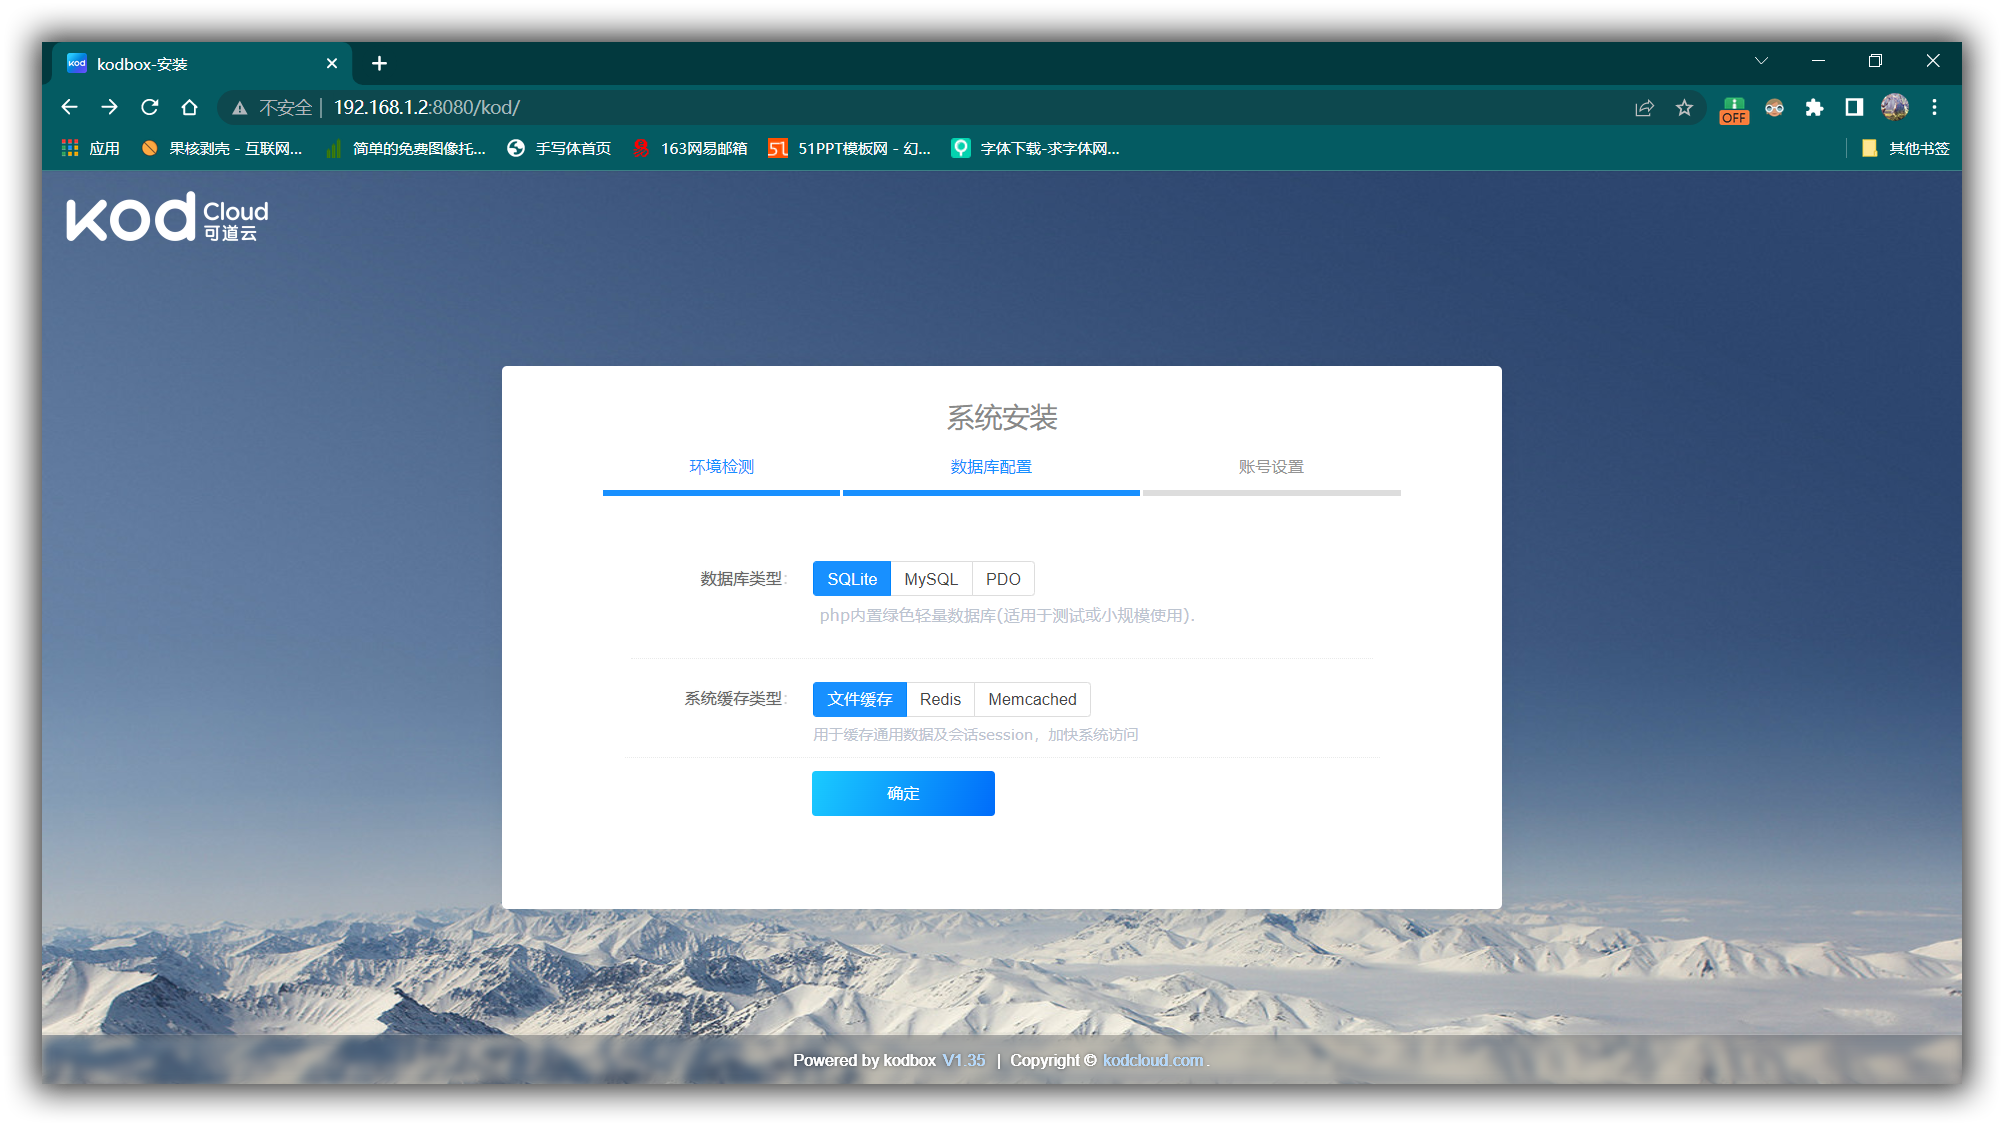 kodbox-安装
不安全 | 192.168.1.2:8080/kod/
OFF
应用 果核剥壳 - 互联网... 简单的免费图像托... 手写体首页 163网易邮箱 51PPT模板网 - 幻... 字体下载-求字体网... 其他书签
kod Cloud
可道云
系统安装
环境检测 数据库配置 账号设置
数据库类型: SQLite MySQL PDO
php内置绿色轻量数据库(适用于测试或小规模使用).
系统缓存类型: 文件缓存 Redis Memcached
用于缓存通用数据及会话session，加快系统访问
确定
Powered by kodbox V1.35 | Copyright © kodcloud.com.